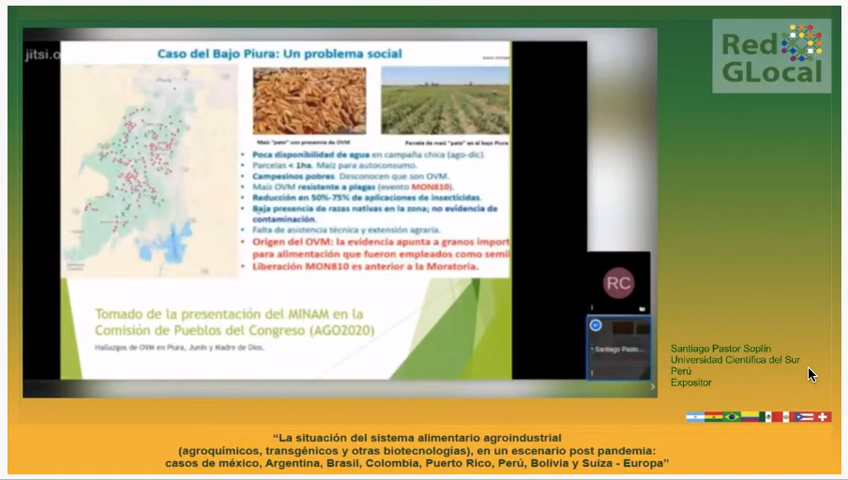 jitsi.o
Caso del Bajo Piura: Un problema social
Maíz "pato" con presencia de OVM
Parcela de maíz "pato" en el bajo Piura
Poca disponibilidad de agua en campaña chica (ago-dic).
Parcelas < 1ha. Maíz para autoconsumo.
Campesinos pobres. Desconocen que son OVM.
Maíz OVM resistente a plagas (evento MON810).
Reducción en 50%-75% de aplicaciones de insecticidas.
Baja presencia de razas nativas en la zona; no evidencia de
contaminación.
Falta de asistencia técnica y extensión agraria.
Origen del OVM: la evidencia apunta a granos import
para alimentación que fueron empleados como semil
Liberación MON810 es anterior a la Moratoria.
Tomado de la presentación del MINAM en la
Comisión de Pueblos del Congreso (AGO2020)
Hallazgos de OVM en Piura, Junín y Madre de Dios.
RC
Santiago Pasto...
Red
GLocal
Santiago Pastor Soplín
Universidad Científica del Sur
Perú
Expositor
“La situación del sistema alimentario agroindustrial
(agroquímicos, transgénicos y otras biotecnologías), en un escenario post pandemia:
casos de méxico, Argentina, Brasil, Colombia, Puerto Rico, Perú, Bolivia y Suiza - Europa”